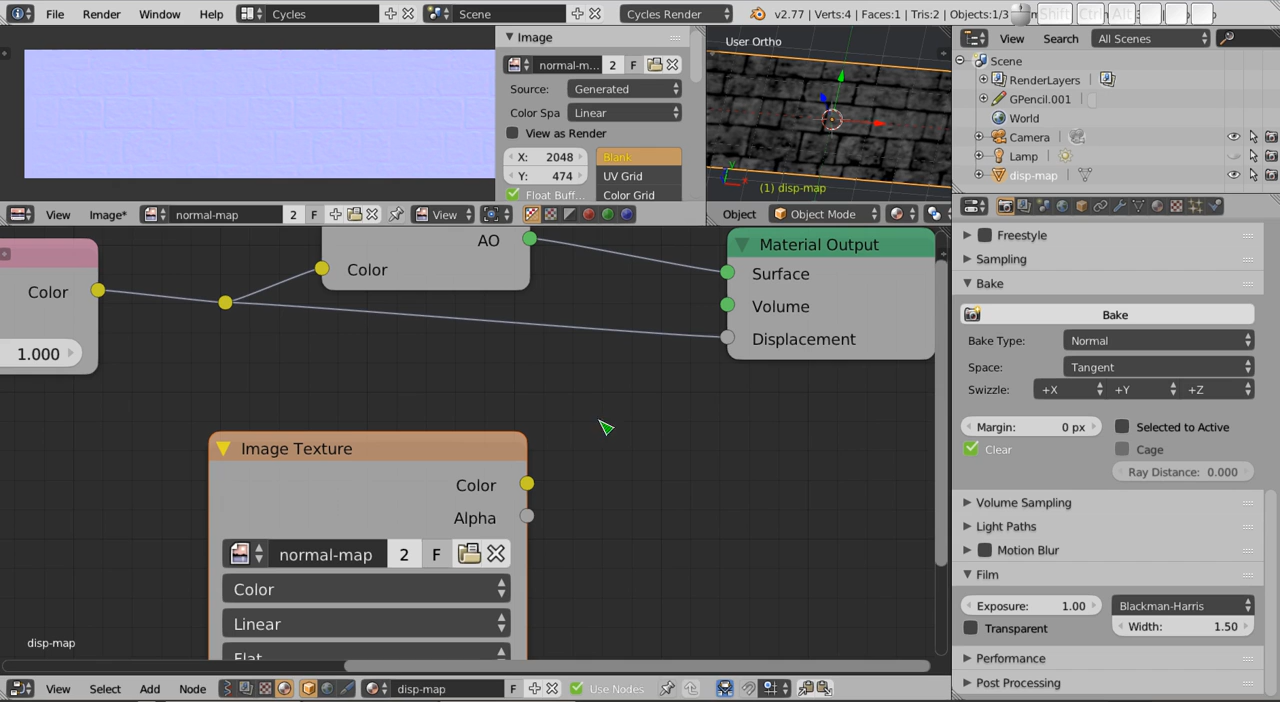 File Render Window Help Cycles Scene Cycles Render v2.77 | Verts:4 | Faces:1 | Tris:2 | Objects:1/3
Shift Ctrl Alt
Image
normal-m... 2 F
Source: Generated
Color Spa Linear
View as Render
X: 2048 Blank
Y: 474 UV Grid
Float Buff... Color Grid
View Image* normal-map 2 F View
User Ortho
(1) disp-map
Object Object Mode
View Search All Scenes
Scene
RenderLayers
GPencil.001
World
Camera
Lamp
disp-map
Color
1.000
AO
Color
Material Output
Surface
Volume
Displacement
Image Texture
Color
Alpha
normal-map 2 F
Color
Linear
Flat
disp-map
View Select Add Node disp-map F Use Nodes
Freestyle
Sampling
Bake
Bake
Bake Type: Normal
Space: Tangent
Swizzle: +X +Y +Z
Margin: 0 px Selected to Active
Clear Cage
Ray Distance: 0.000
Volume Sampling
Light Paths
Motion Blur
Film
Exposure: 1.00 Blackman-Harris
Transparent Width: 1.50
Performance
Post Processing